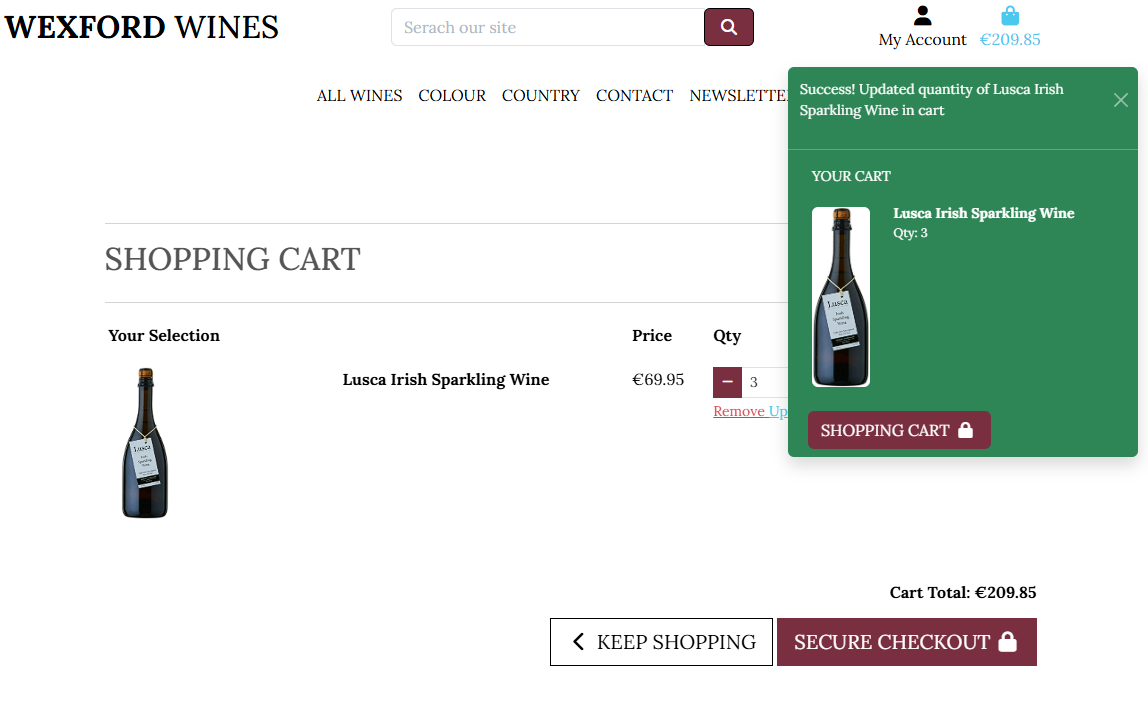 WEXFORD WINES
Serach our site
My Account
€209.85
ALL WINES COLOUR COUNTRY CONTACT NEWSLETTE
Success! Updated quantity of Lusca Irish
Sparkling Wine in cart
YOUR CART
Lusca Irish Sparkling Wine
Qty: 3
Lusca
Irish
Sparkling
Wine
SHOPPING CART
SHOPPING CART
Your Selection Price Qty
Lusca Irish Sparkling Wine €69.95 3
Remove Up
Lusca
Irish
Sparkling
Wine
Cart Total: €209.85
KEEP SHOPPING
SECURE CHECKOUT